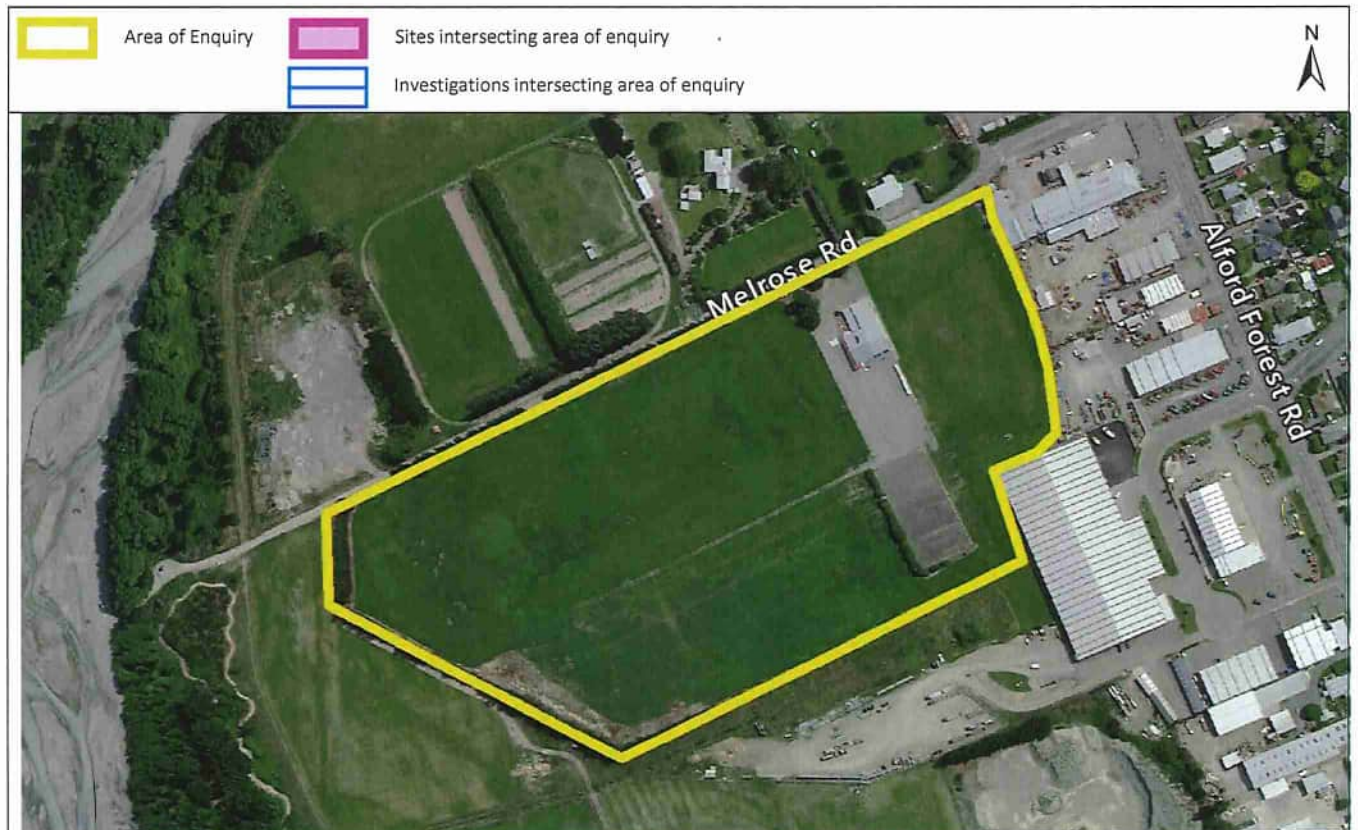 Area of Enquiry
Sites intersecting area of enquiry
N
Investigations intersecting area of enquiry
Melrose Rd
Alford Forest Rd